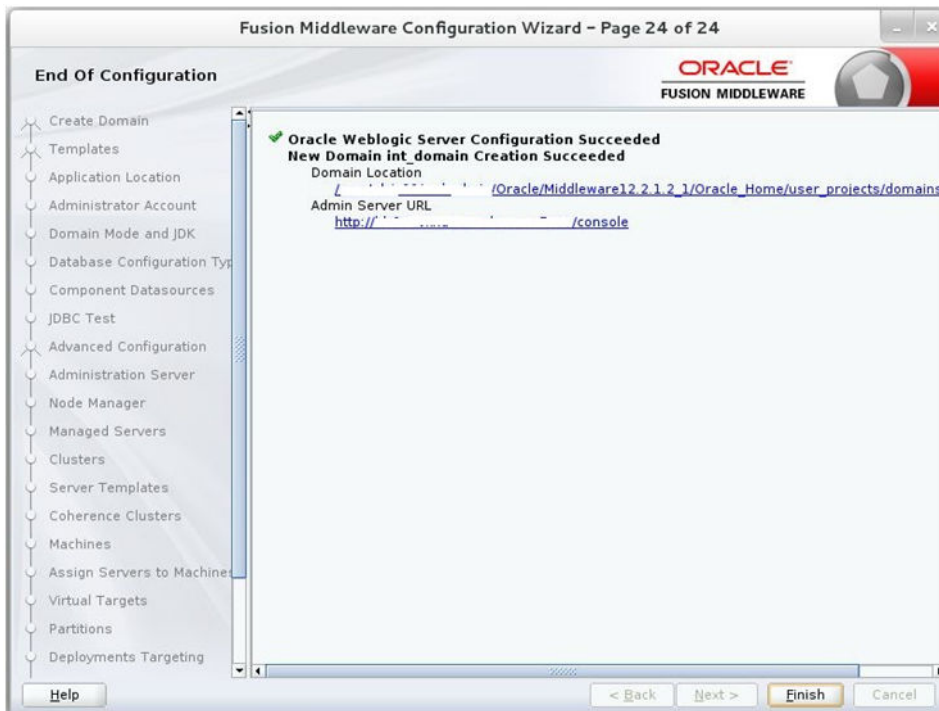 Fusion Middleware Configuration Wizard – Page 24 of 24
End Of Configuration
ORACLE
FUSION MIDDLEWARE
Create Domain
Templates
Application Location
Administrator Account
Domain Mode and JDK
Database Configuration Typ
Component Datasources
JDBC Test
Advanced Configuration
Administration Server
Node Manager
Managed Servers
Clusters
Server Templates
Coherence Clusters
Machines
Assign Servers to Machines
Virtual Targets
Partitions
Deployments Targeting
Oracle Weblogic Server Configuration Succeeded
New Domain int_domain Creation Succeeded
Domain Location
/Oracle/Middleware12.2.1.2_1/Oracle_Home/user_projects/domains
Admin Server URL
http:// /console
Help
< Back
Next >
Finish
Cancel